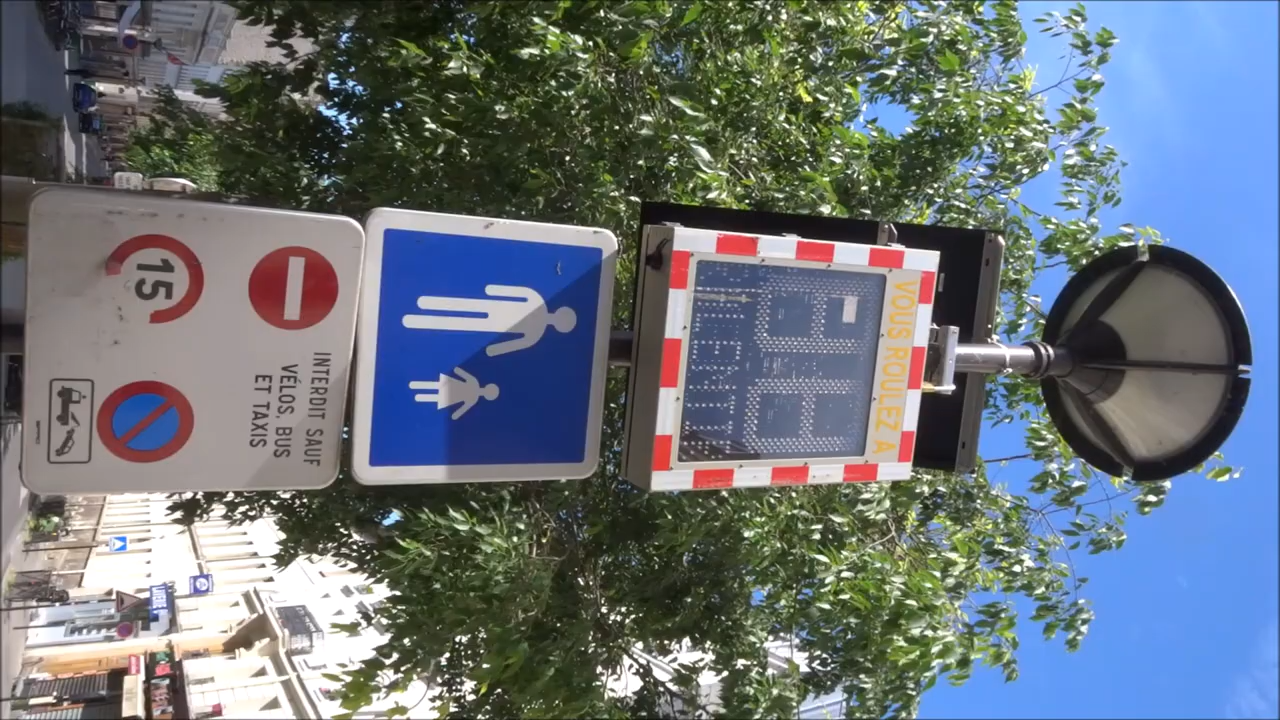 VOUS ROULEZ A
INTERDIT SAUF
VÉLOS, BUS
ET TAXIS
15